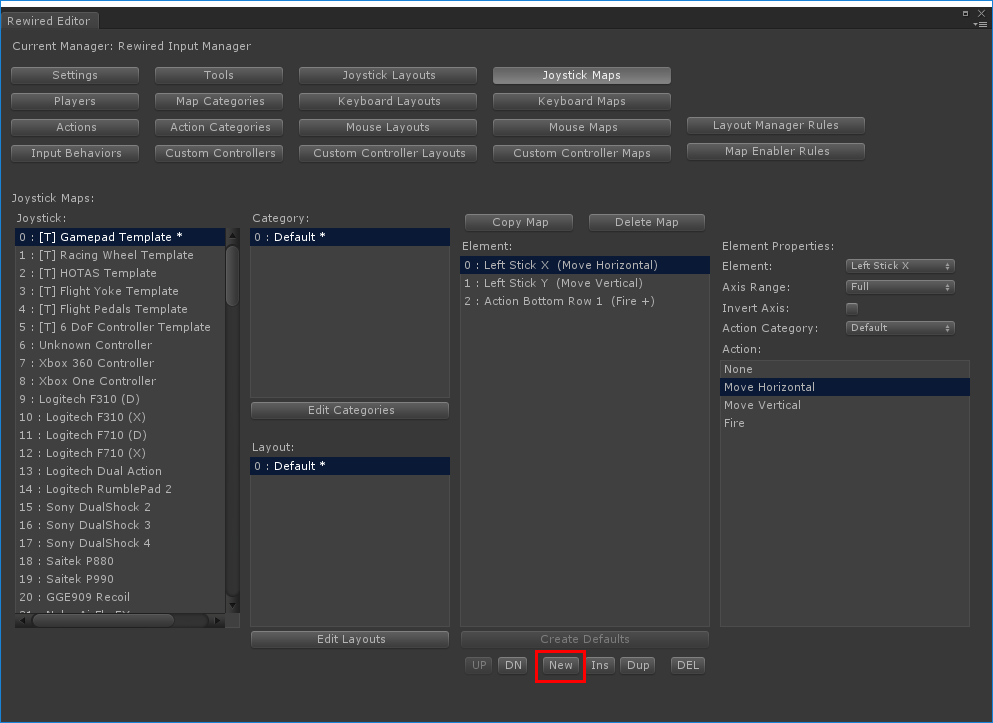 Rewired Editor
Current Manager: Rewired Input Manager
Settings
Tools
Joystick Layouts
Joystick Maps
Players
Map Categories
Keyboard Layouts
Keyboard Maps
Actions
Action Categories
Mouse Layouts
Mouse Maps
Layout Manager Rules
Input Behaviors
Custom Controllers
Custom Controller Layouts
Custom Controller Maps
Map Enabler Rules
Joystick Maps:
Joystick:
0 : [T] Gamepad Template *
1 : [T] Racing Wheel Template
2 : [T] HOTAS Template
3 : [T] Flight Yoke Template
4 : [T] Flight Pedals Template
5 : [T] 6 DoF Controller Template
6 : Unknown Controller
7 : Xbox 360 Controller
8 : Xbox One Controller
9 : Logitech F310 (D)
10 : Logitech F310 (X)
11 : Logitech F710 (D)
12 : Logitech F710 (X)
13 : Logitech Dual Action
14 : Logitech RumblePad 2
15 : Sony DualShock 2
16 : Sony DualShock 3
17 : Sony DualShock 4
18 : Saitek P880
19 : Saitek P990
20 : GGE909 Recoil
Category:
0 : Default *
Edit Categories
Layout:
0 : Default *
Edit Layouts
Copy Map
Delete Map
Element:
0 : Left Stick X (Move Horizontal)
1 : Left Stick Y (Move Vertical)
2 : Action Bottom Row 1 (Fire +)
Create Defaults
UP
DN
New
Ins
Dup
DEL
Element Properties:
Element:
Left Stick X
Axis Range:
Full
Invert Axis:
Action Category:
Default
Action:
None
Move Horizontal
Move Vertical
Fire